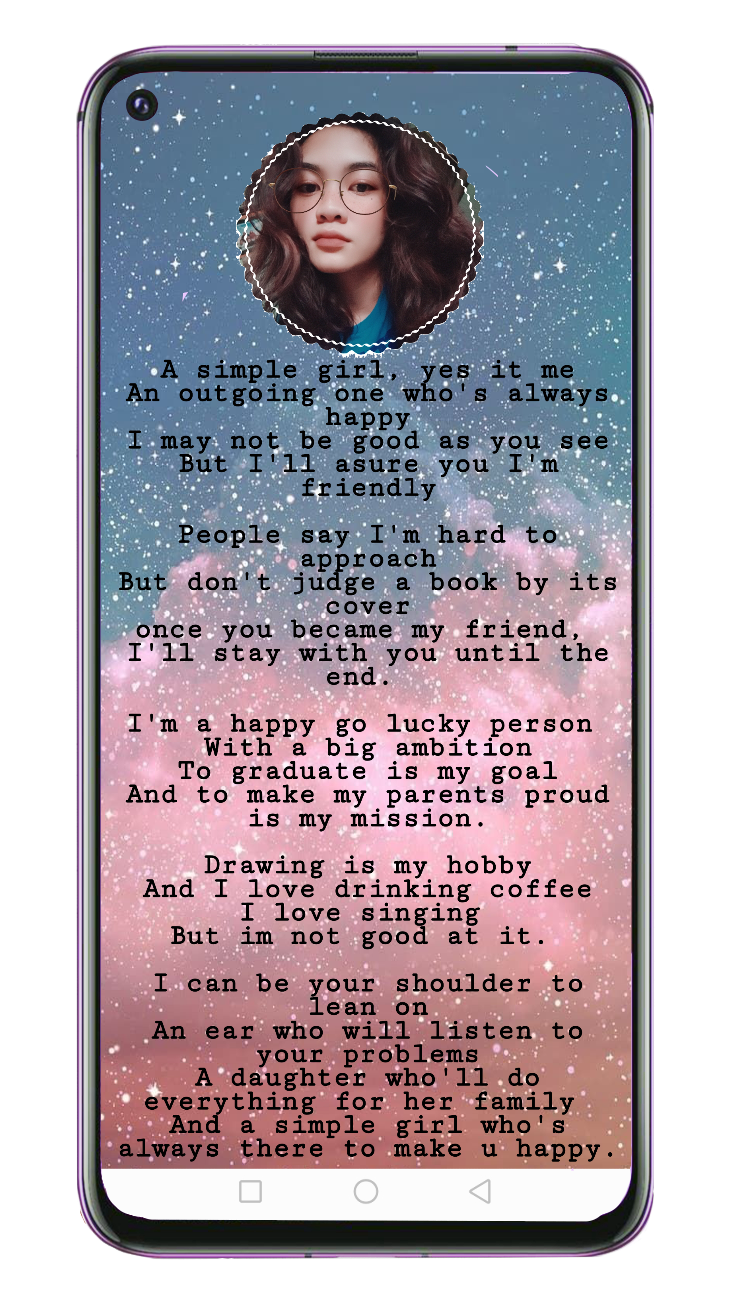 A simple girl, yes it me
An outgoing one who's always
happy
I may not be good as you see
But I'll asure you I'm
friendly
People say I'm hard to
approach
But don't judge a book by its
cover
once you became my friend,
I'll stay with you until the
end.
I'm a happy go lucky person
With a big ambition
To graduate is my goal
And to make my parents proud
is my mission.
Drawing is my hobby
And I love drinking coffee
I love singing
But im not good at it.
I can be your shoulder to
lean on
An ear who will listen to
your problems
A daughter who'll do
everything for her family
And a simple girl who's
always there to make u happy.